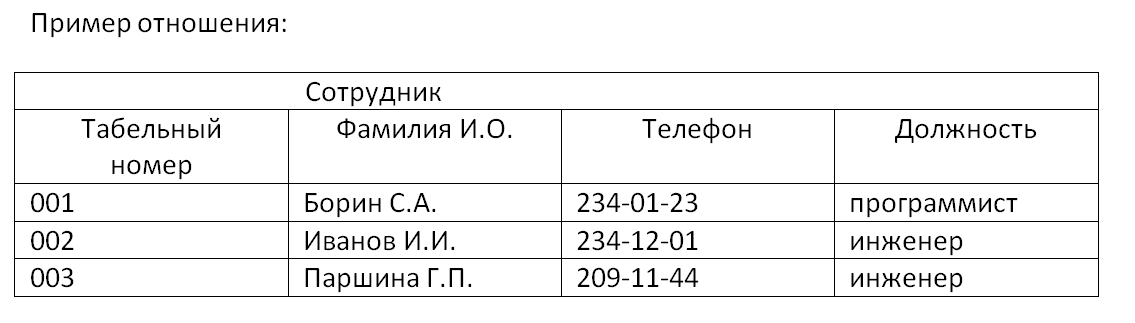 Пример отношения:
Сотрудник
Табельный номер Фамилия И.О. Телефон Должность
001 Борин С.А. 234-01-23 программист
002 Иванов И.И. 234-12-01 инженер
003 Паршина Г.П. 209-11-44 инженер